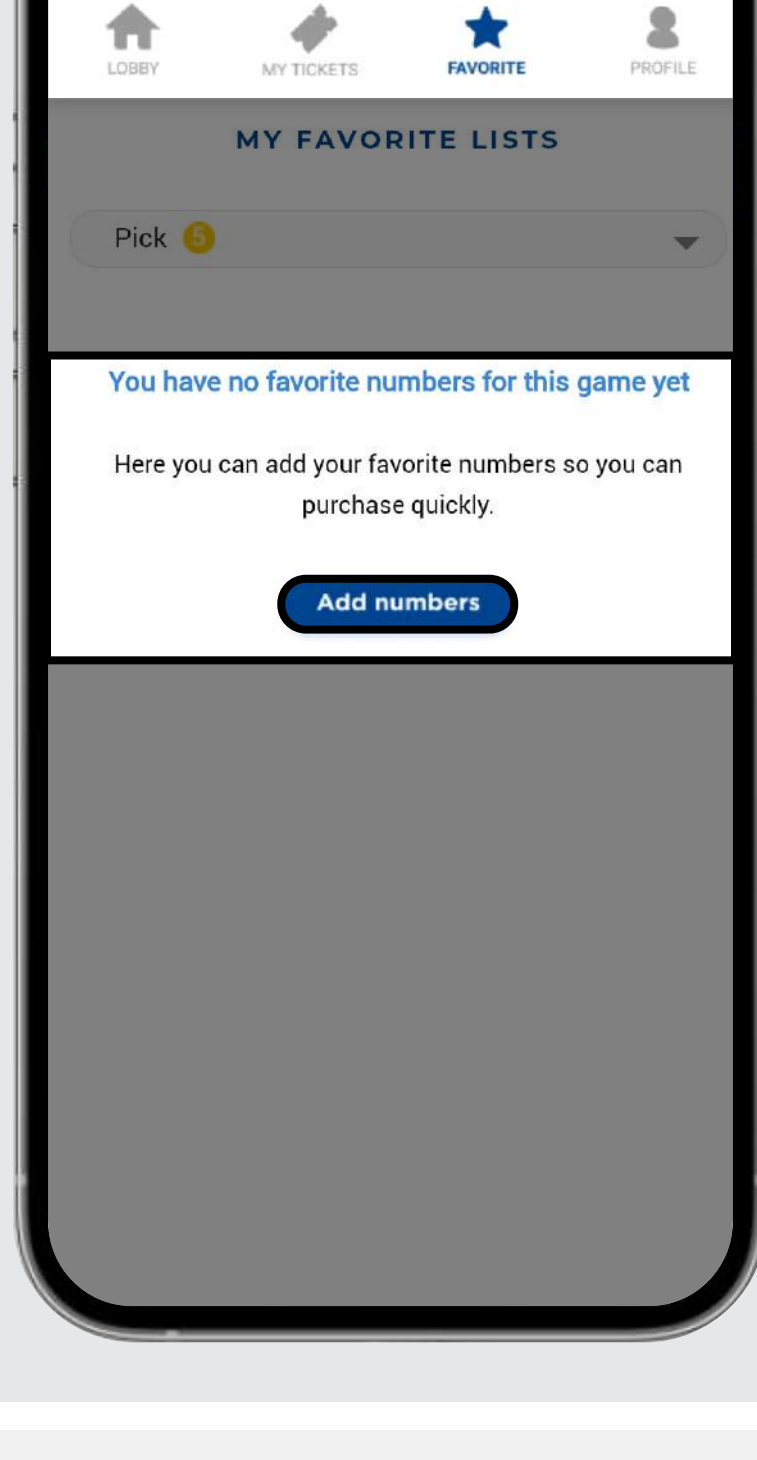 LOBBY MY TICKETS FAVORITE PROFILE
MY FAVORITE LISTS
Pick 5
You have no favorite numbers for this game yet
Here you can add your favorite numbers so you can
purchase quickly.
Add numbers